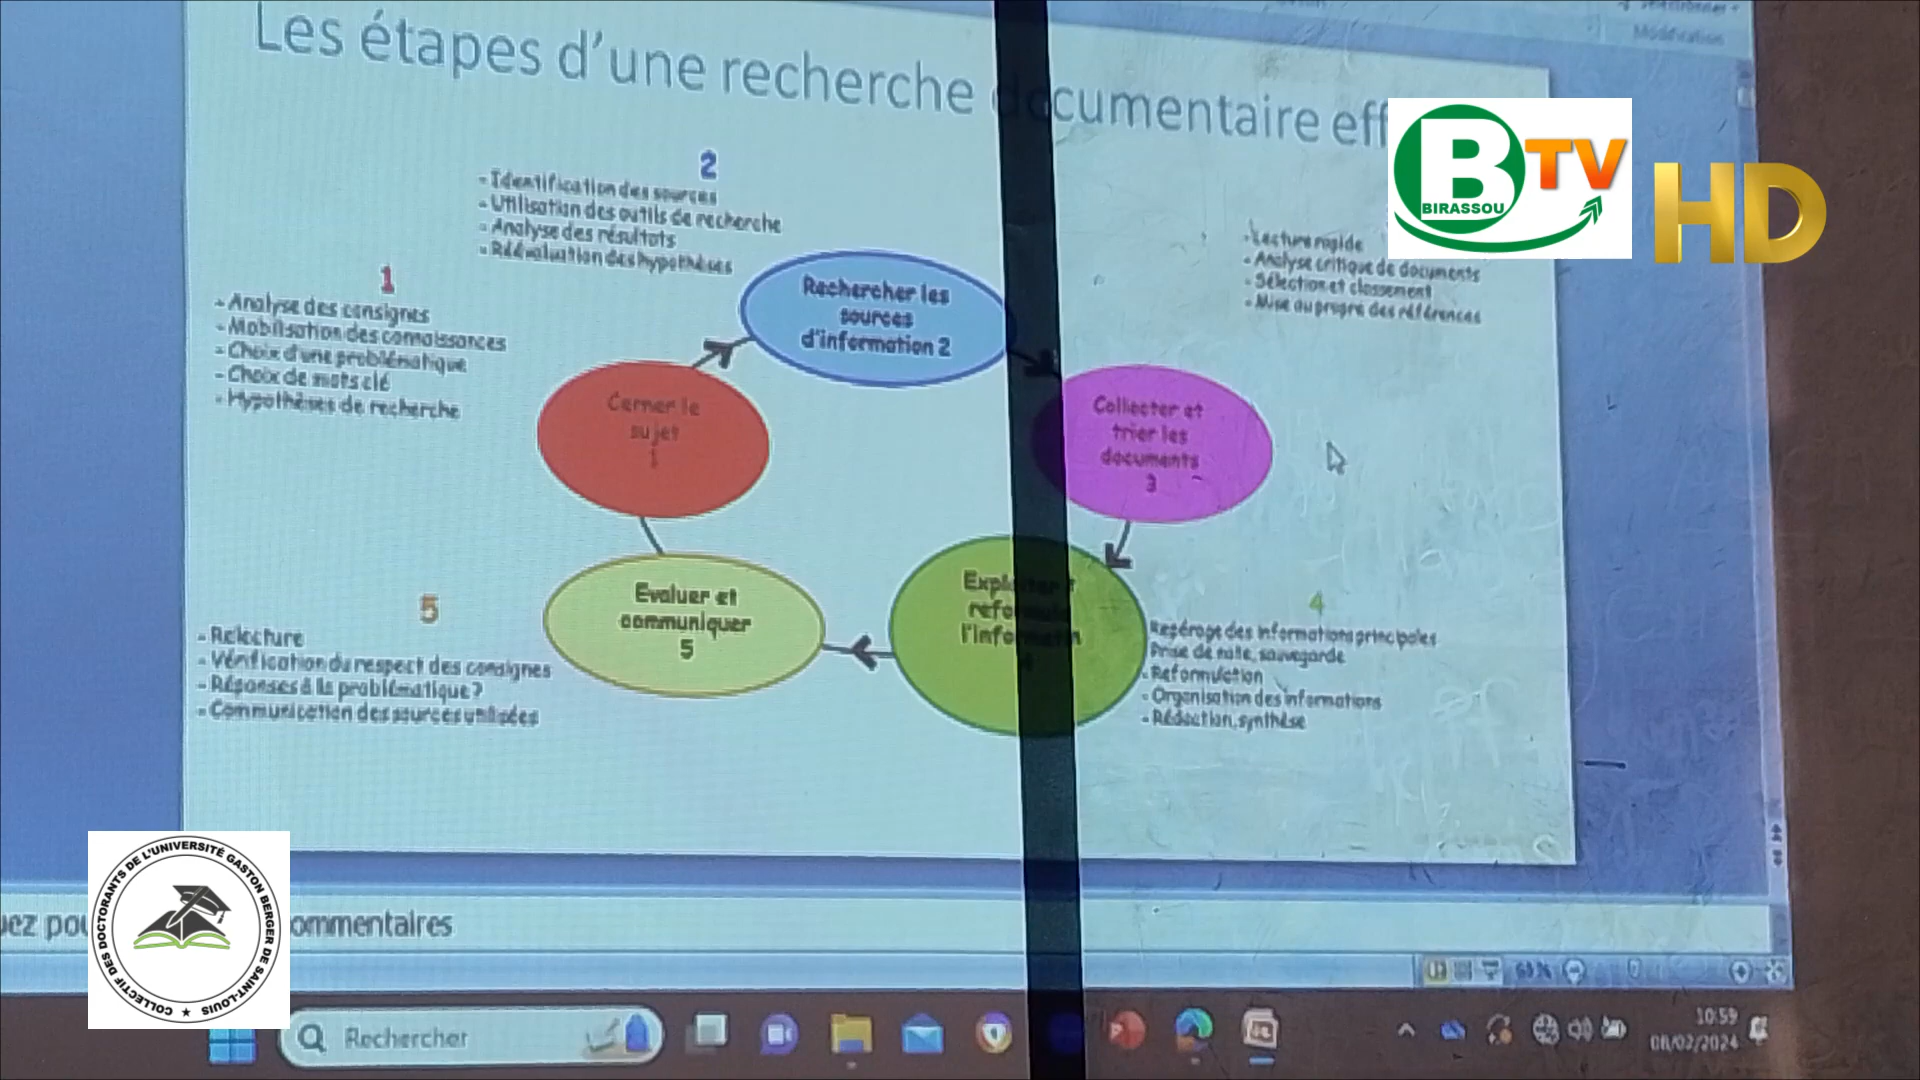 Les étapes d'une recherche documentaire eff
Modification
BTV
BIRASSOU
HD
2
- Identification des sources
- Utilisation des outils de recherche
- Analyse des résultats
- Réévaluation des hypothèses
- Lecture rapide
- Analyse critique de documents
- Sélection et classement
- Mise au propre des références
1
- Analyse des consignes
- Mobilisation des connaissances
- Choix d'une problématique
- Choix de mots clé
- Hypothèses de recherche
Rechercher les
sources
d'information 2
Cerner le
sujet
1
Collecter et
trier les
documents
3
Evaluer et
communiquer
5
l'informatin
5
- Relecture
- Vérification du respect des consignes
- Réponses à la problématique?
- Communication des sources utilisées
4
Repérage des informations principales
Prise de note, sauvegarde
- Reformulation
- Organisation des informations
- Rédaction, synthèse
COLLECTIF DES DOCTORANTS DE L'UNIVERSITÉ GASTON BERGER DE SAINT-LOUIS
ommentaires
Rechercher
10:59
08/02/2024